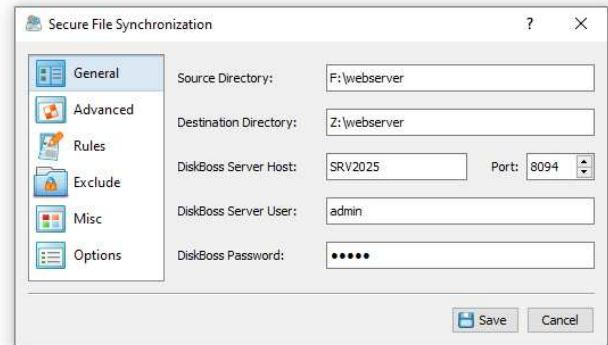 Secure File Synchronization ?
General
Advanced
Rules
Exclude
Misc
Options
Source Directory: F:\webserver
Destination Directory: Z:\webserver
DiskBoss Server Host: SRV2025 Port: 8094
DiskBoss Server User: admin
DiskBoss Password: •••••
Save Cancel